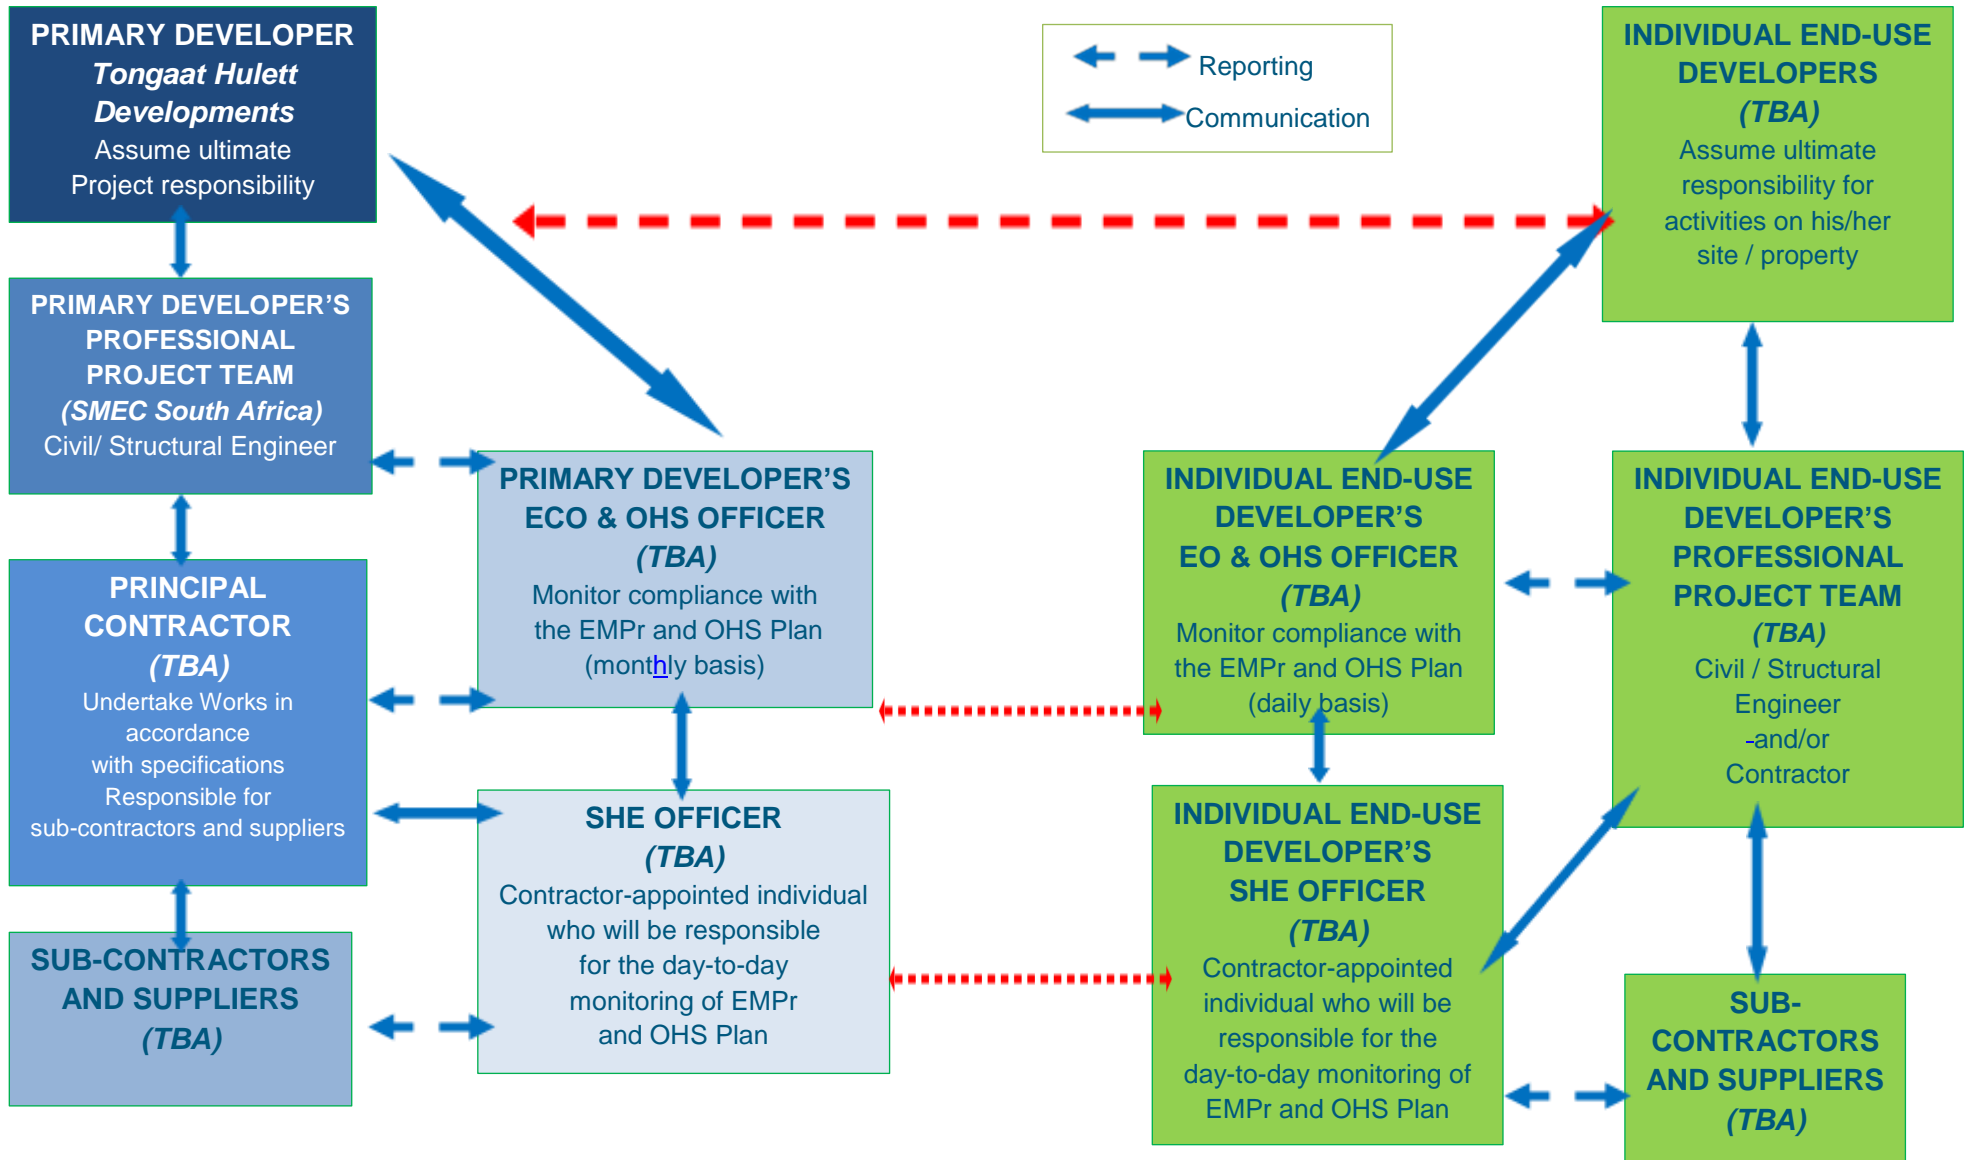 PRIMARY DEVELOPER
Tongaat Hulett
Developments
Assume ultimate
Project responsibility
PRIMARY DEVELOPER’S
PROFESSIONAL
PROJECT TEAM
(SMEC South Africa)
Civil/ Structural Engineer
PRINCIPAL
CONTRACTOR
(TBA)
Undertake Works in
accordance
with specifications
Responsible for
sub-contractors and suppliers
SUB-CONTRACTORS
AND SUPPLIERS
(TBA)
PRIMARY DEVELOPER’S
ECO & OHS OFFICER
(TBA)
Monitor compliance with
the EMPr and OHS Plan
(monthly basis)
SHE OFFICER
(TBA)
Contractor-appointed individual
who will be responsible
for the day-to-day
monitoring of EMPr
and OHS Plan
Reporting
Communication
INDIVIDUAL END-USE
DEVELOPER’S
EO & OHS OFFICER
(TBA)
Monitor compliance with
the EMPr and OHS Plan
(daily basis)
INDIVIDUAL END-USE
DEVELOPER’S
SHE OFFICER
(TBA)
Contractor-appointed
individual who will be
responsible for the
day-to-day monitoring of
EMPr and OHS Plan
INDIVIDUAL END-USE
DEVELOPERS
(TBA)
Assume ultimate
responsibility for
activities on his/her
site / property
INDIVIDUAL END-USE
DEVELOPER’S
PROFESSIONAL
PROJECT TEAM
(TBA)
Civil / Structural
Engineer
-and/or
Contractor
SUB-
CONTRACTORS
AND SUPPLIERS
(TBA)